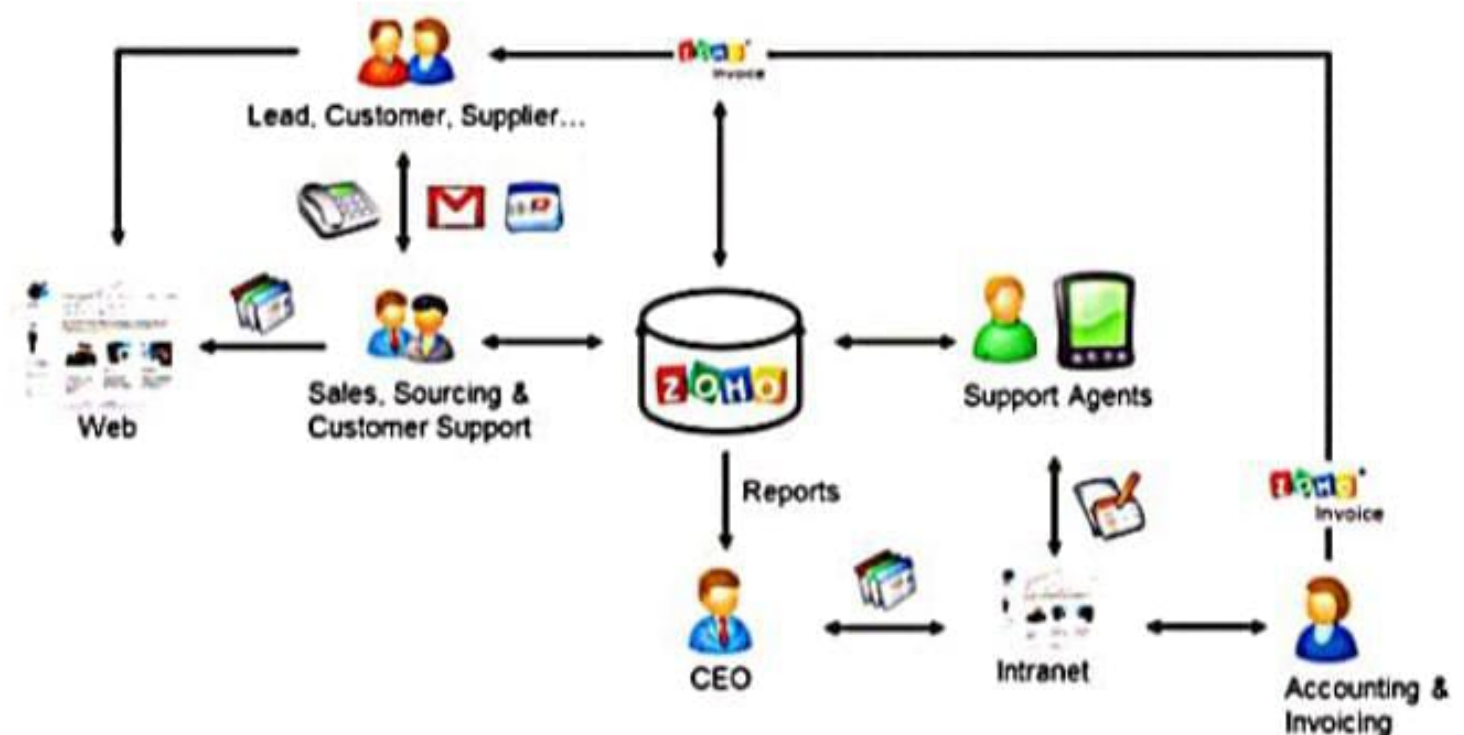 ZOHO
Invoice
Lead, Customer, Supplier...
Web
Sales, Sourcing &
Customer Support
ZOHO
Support Agents
Reports
ZOHO
Invoice
CEO
Intranet
Accounting &
Invoicing